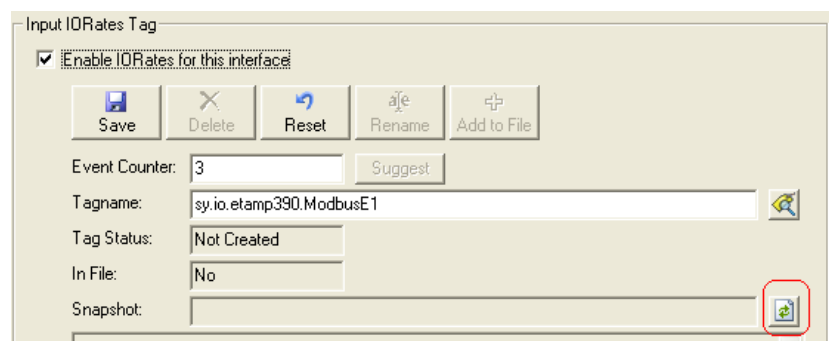 Input IORates Tag
Enable IORates for this interface
Save Delete Reset Rename Add to File
Event Counter: 3 Suggest
Tagname: sy.io.etamp390.ModbusE1
Tag Status: Not Created
In File: No
Snapshot: